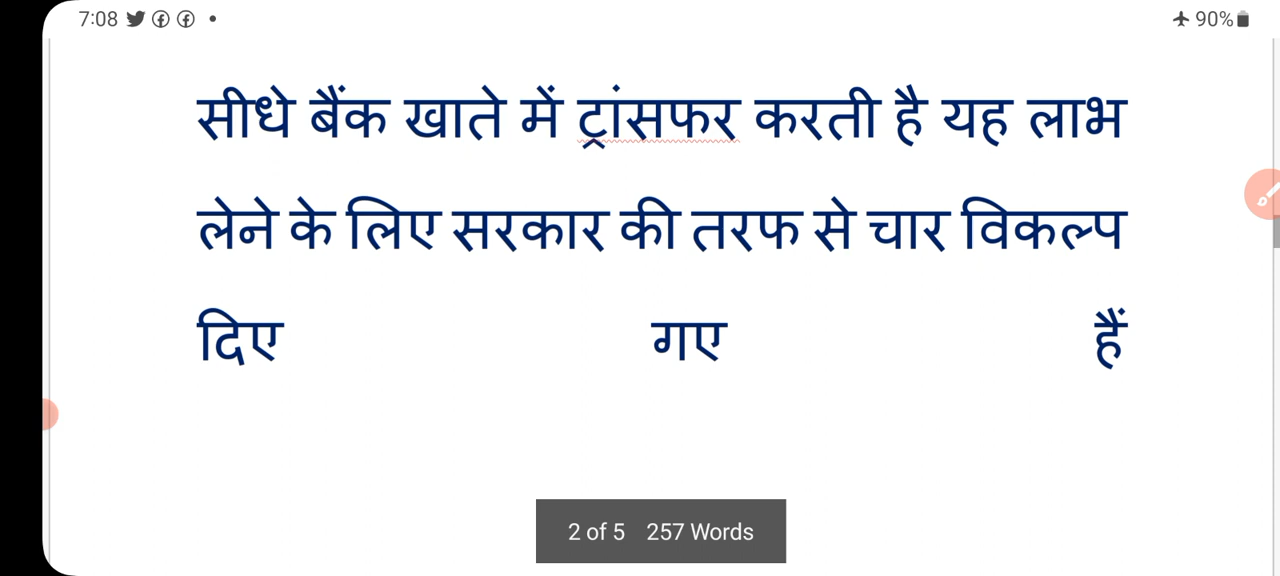 7:08 90%
सीधे बैंक खाते में ट्रांसफर करती है यह लाभ
लेने के लिए सरकार की तरफ से चार विकल्प
दिए गए हैं
2 of 5 257 Words